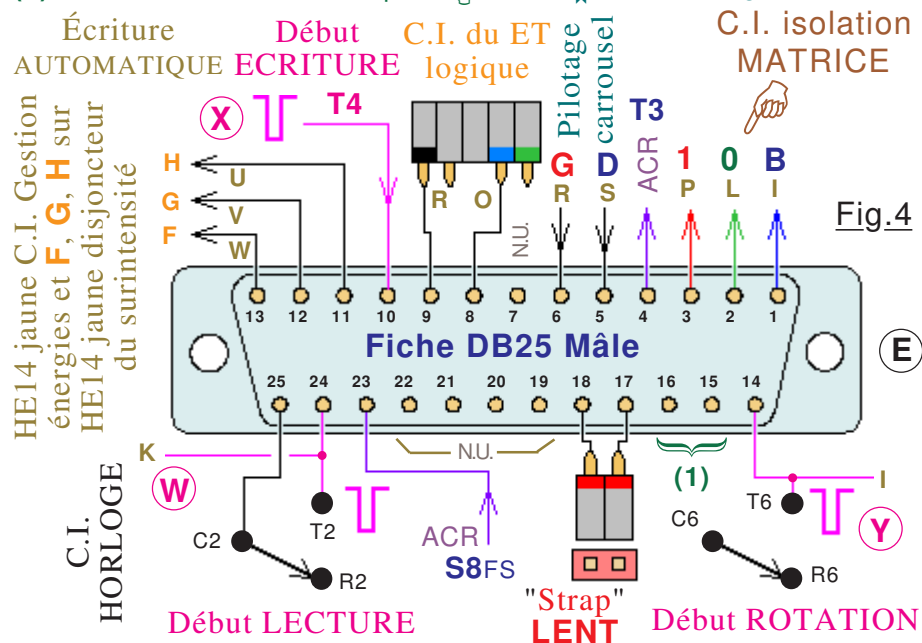 Écriture
AUTOMATIQUE
Début
ECRITURE
C.I. du ET
logique
Pilotage
carrousel
C.I. isolation
MATRICE
HE14 jaune C.I. Gestion
énergies et F, G, H sur
HE14 jaune disjoncteur
du surintensité
X
T4
T3
H
U
G
V
F
W
R
O
N.U.
G
R
D
S
ACR
1
P
0
L
B
I
Fig.4
13 12 11 10 9 8 7 6 5 4 3 2 1
Fiche DB25 Mâle
E
25 24 23 22 21 20 19 18 17 16 15 14
K
W
N.U.
(1)
I
T2
T6
Y
C.I.
HORLOGE
C2
R2
ACR
S8FS
C6
R6
"Strap"
LENT
Début LECTURE
Début ROTATION